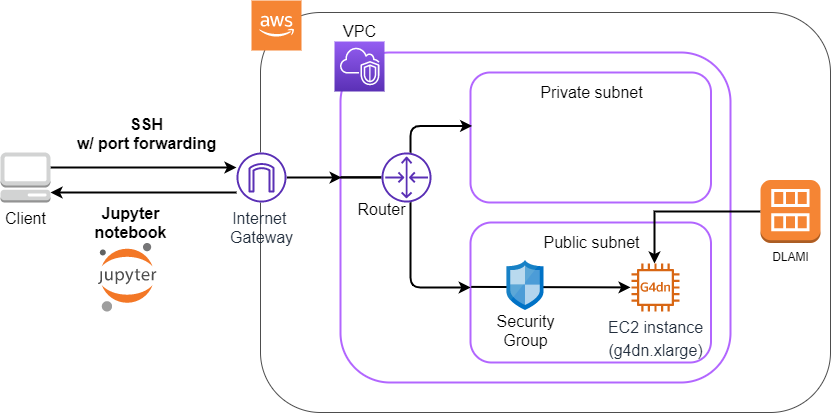 aws
VPC
Private subnet
SSH
w/ port forwarding
Client
Internet
Gateway
Router
Jupyter
notebook
jupyter
Public subnet
G4dn
DLAMI
Security
Group
EC2 instance
(g4dn.xlarge)